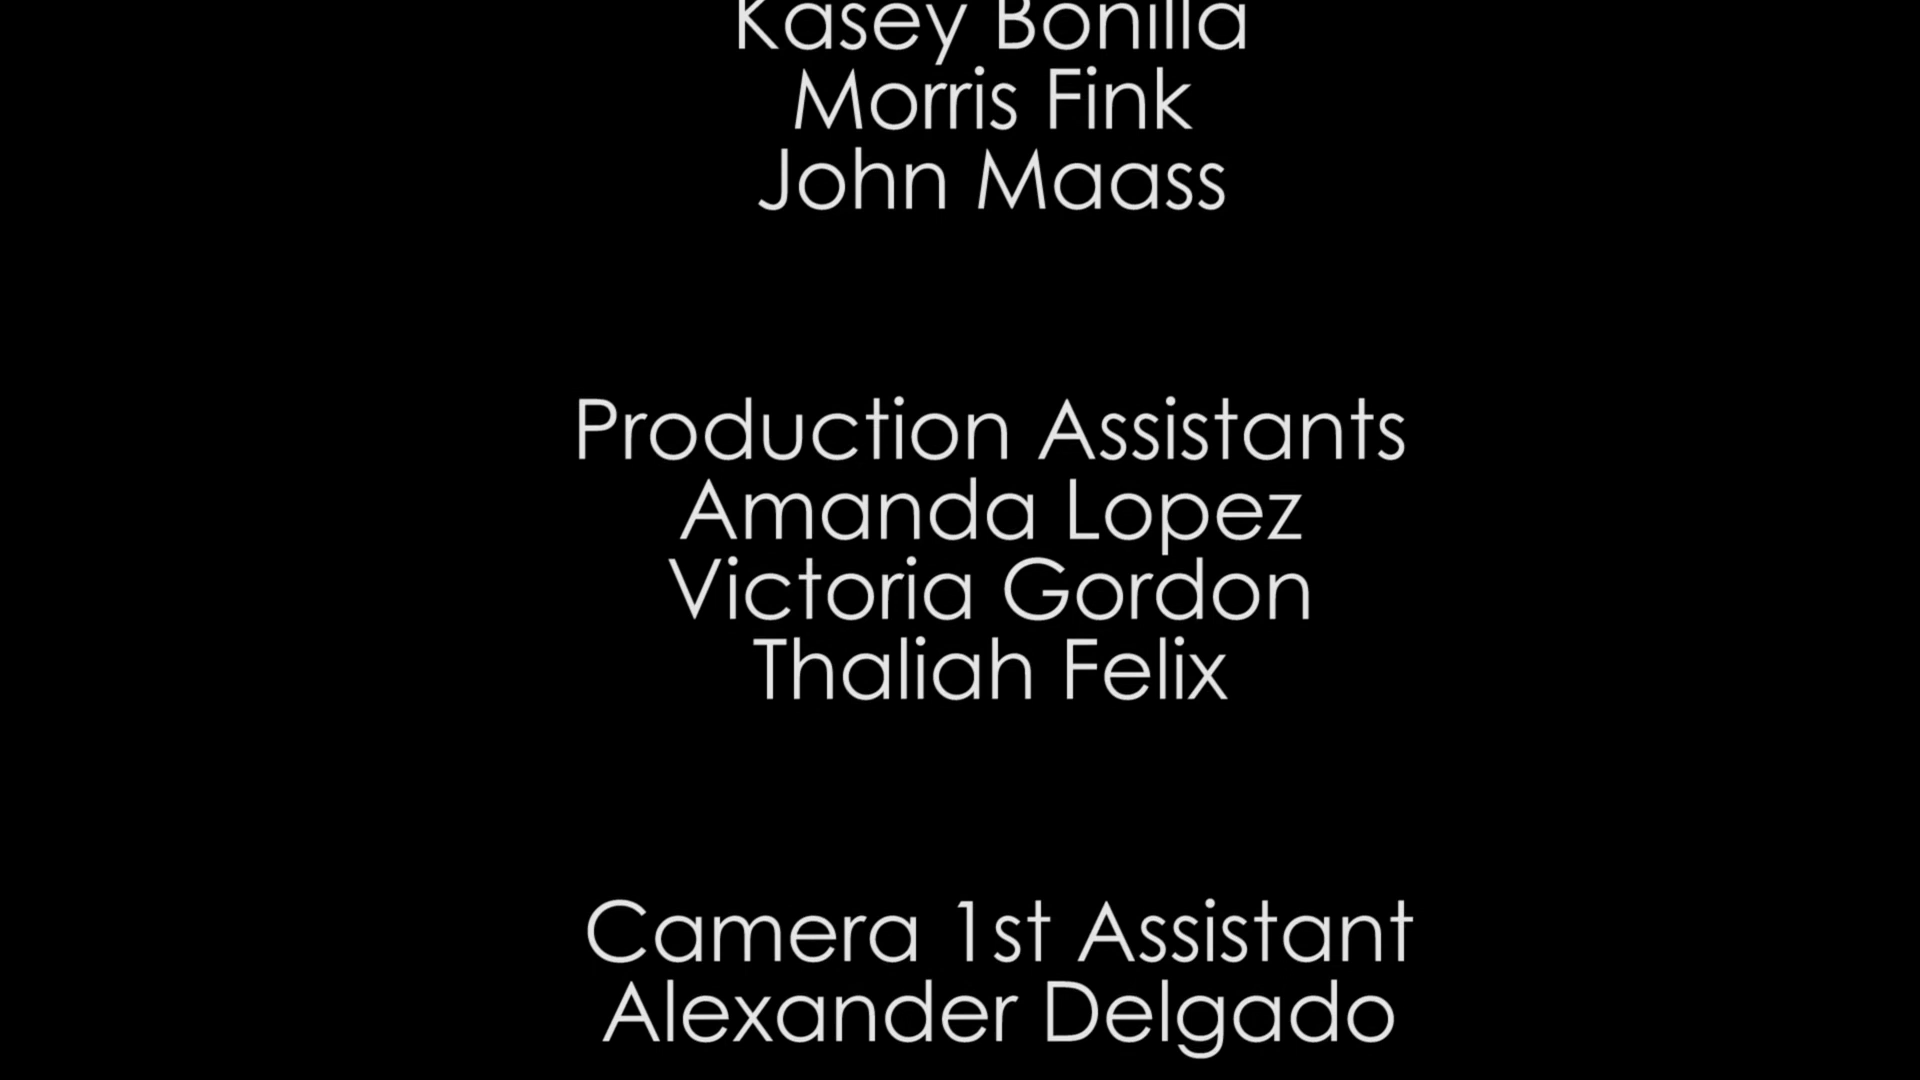 Kasey Bonilla
Morris Fink
John Maass
Production Assistants
Amanda Lopez
Victoria Gordon
Thaliah Felix
Camera 1st Assistant
Alexander Delgado